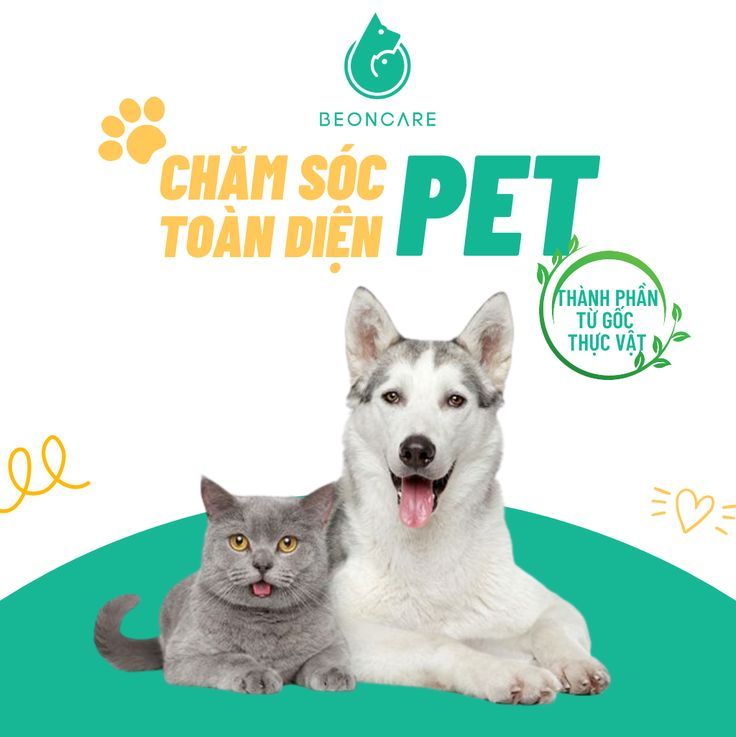 BEONCARE
CHĂM SÓC
TOÀN DIỆN
PET
THÀNH PHẦN
TỪ GỐC
THỰC VẬT